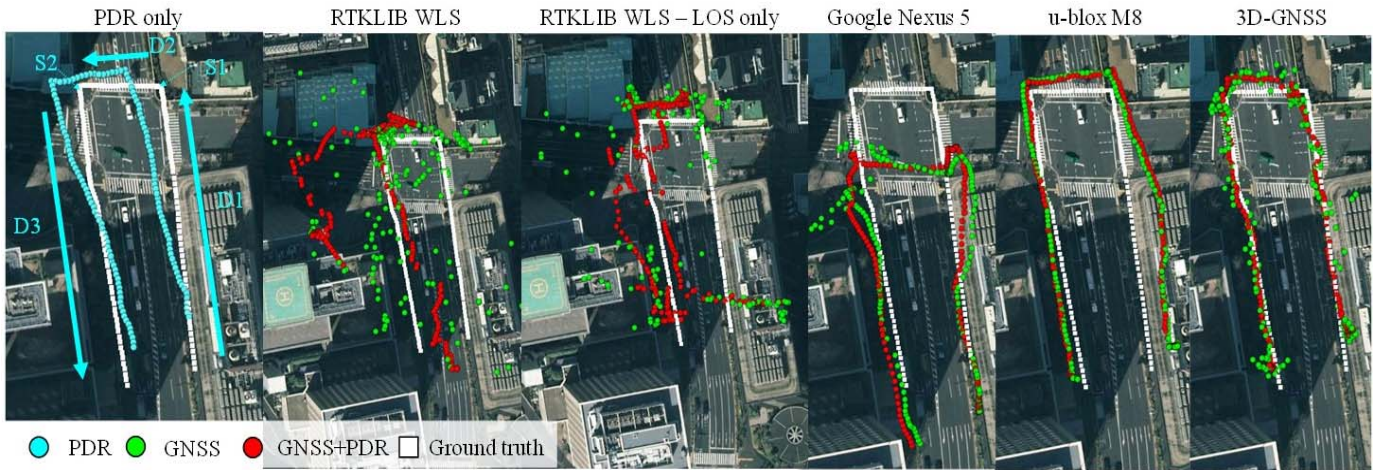 PDR only
RTKLIB WLS
RTKLIB WLS – LOS only
Google Nexus 5
u-blox M8
3D-GNSS
D2
S2
S1
D3
D1
H
H
PDR
GNSS
GNSS+PDR
Ground truth